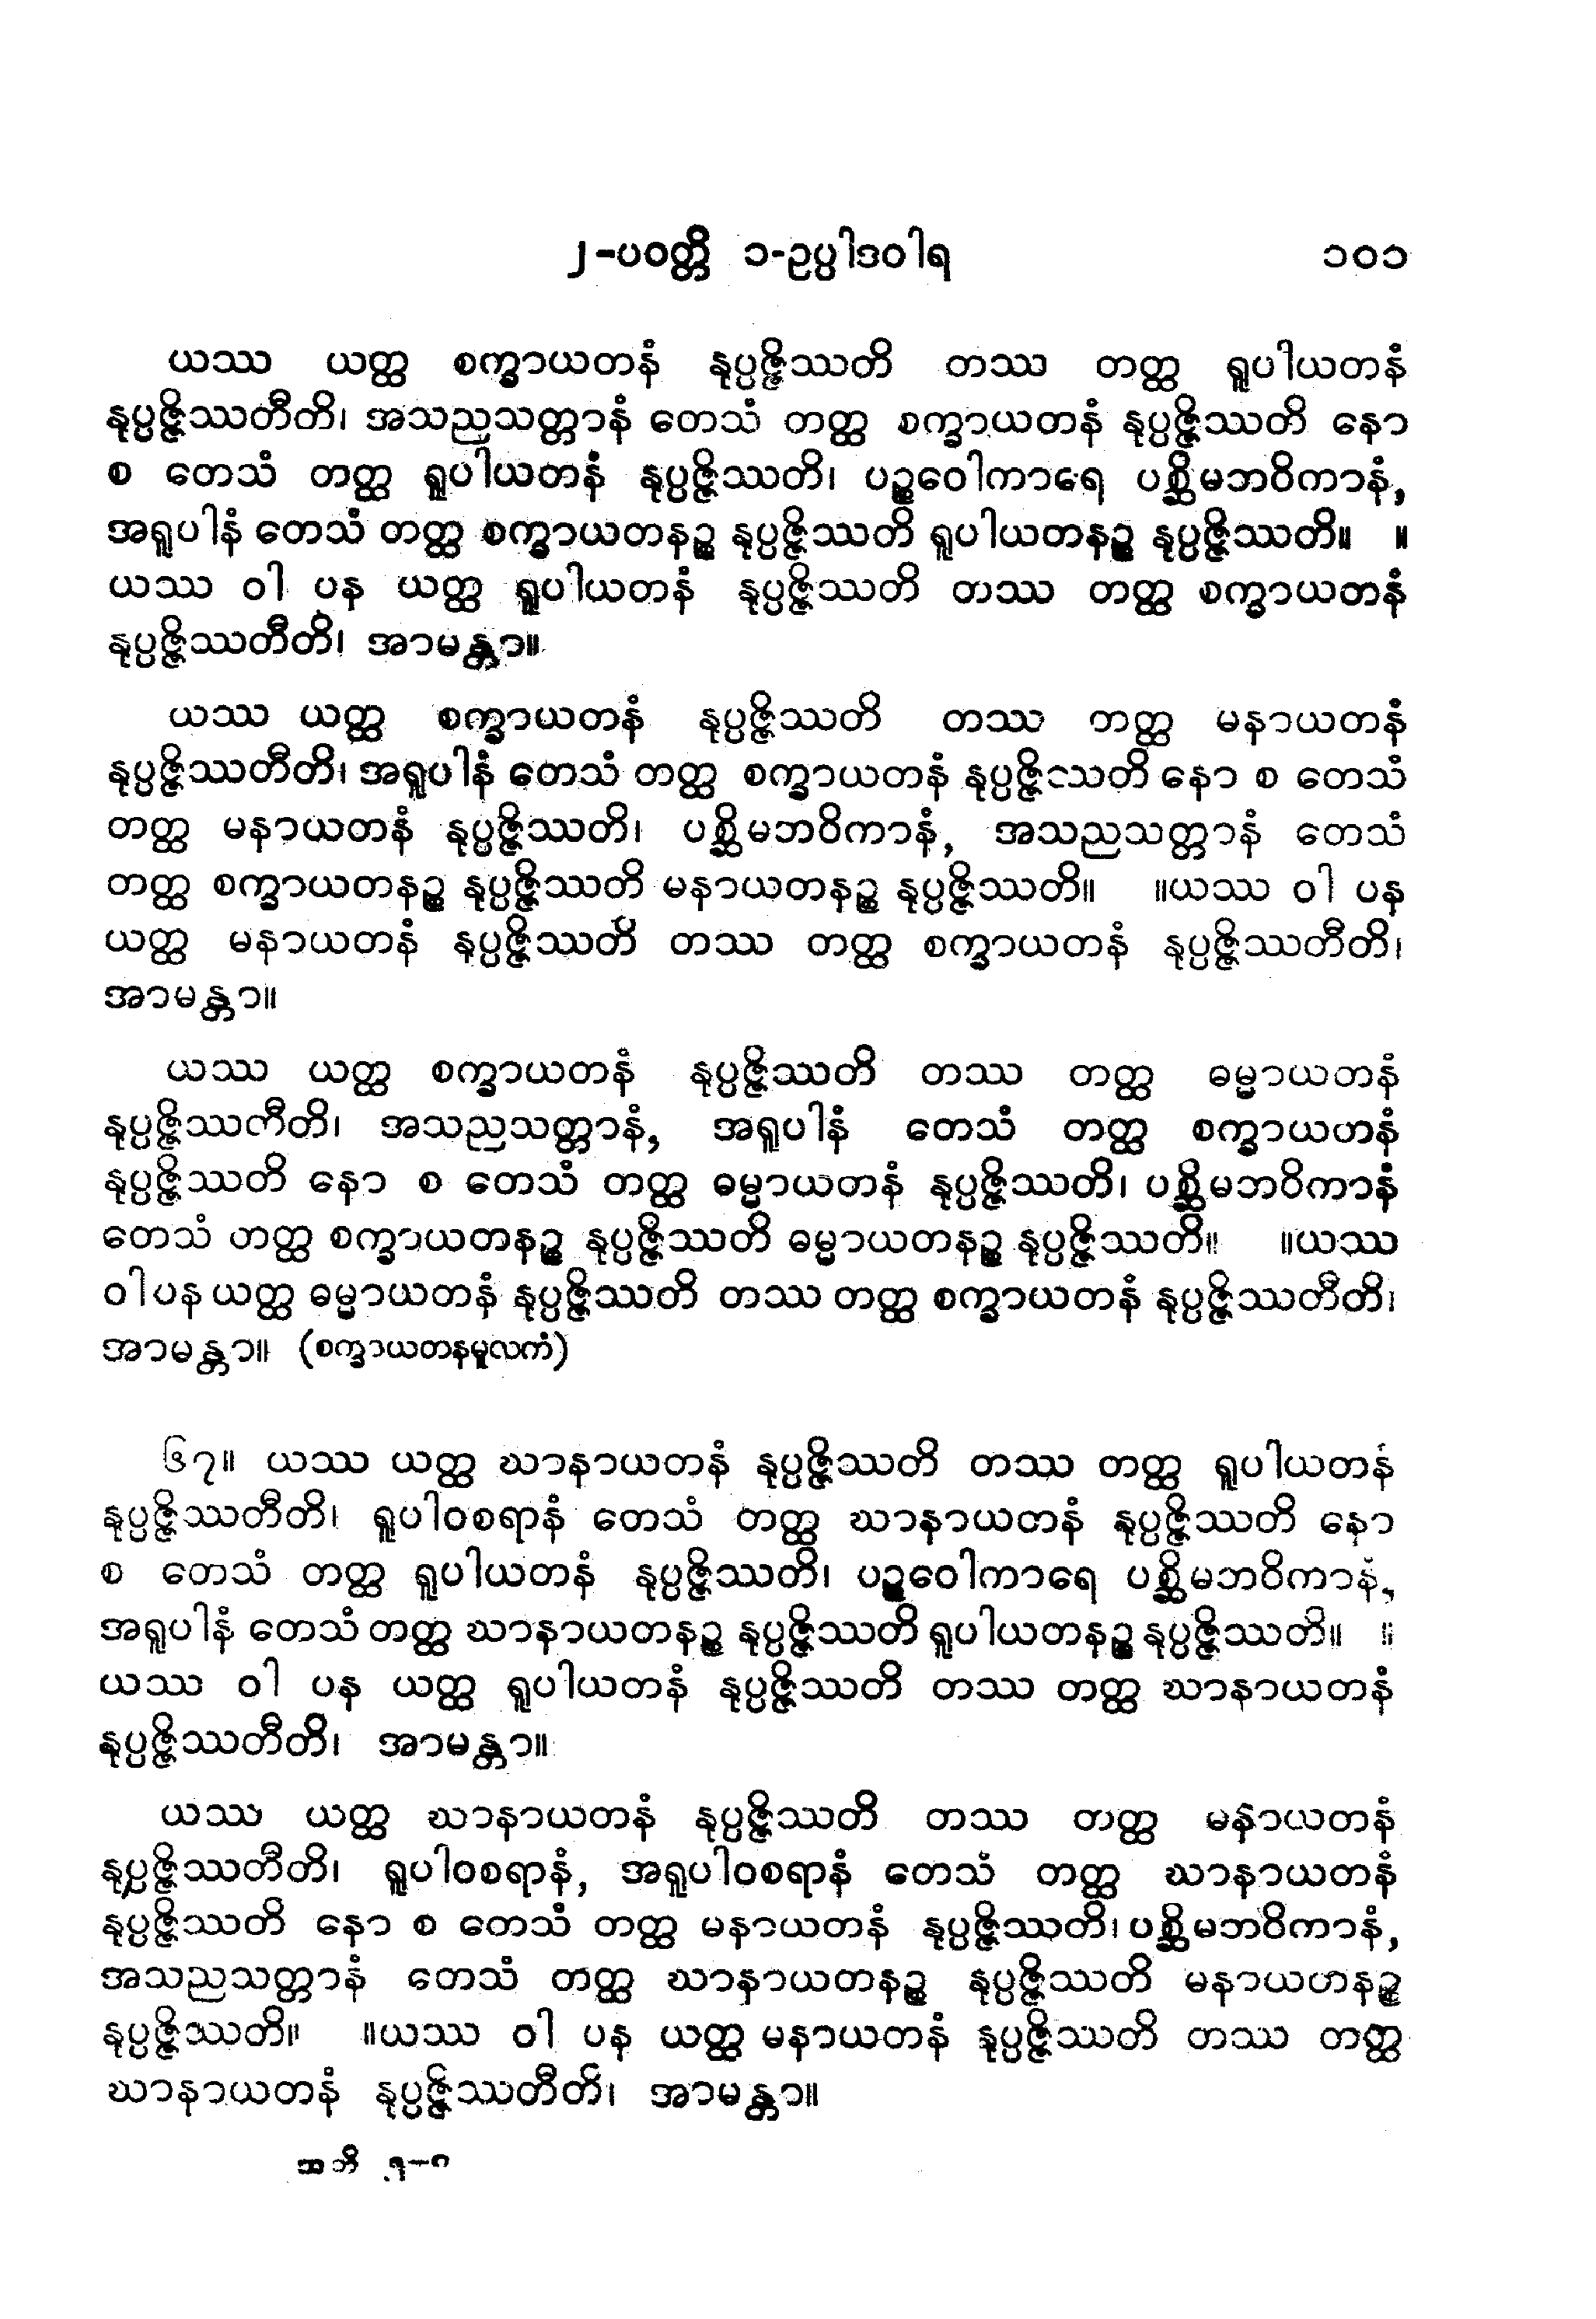 ၂-ပဝတ္တိ ၁-ဥပ္ပါဒဝါရ ၁၀၁
ယဿ ယတ္ထ စက္ခာယတနံ နုပ္ပဇ္ဇိဿတိ တဿ တတ္ထ ရူပါယတနံ
နုပ္ပဇ္ဇိဿတီတိ၊ အသညသတ္တာနံ တေသံ တတ္ထ စက္ခာယတနံ နုပ္ပဇ္ဇိဿတိ နော
စ တေသံ တတ္ထ ရူပါယတနံ နုပ္ပဇ္ဇိဿတိ၊ ပဉ္စဝေါကာရေ ပစ္ဆိမဘဝိကာနံ,
အရူပါနံ တေသံ တတ္ထ စက္ခာယတနဉ္စ နုပ္ပဇ္ဇိဿတိ ရူပါယတနဉ္စ နုပ္ပဇ္ဇိဿတိ။ ။
ယဿ ဝါ ပန ယတ္ထ ရူပါယတနံ နုပ္ပဇ္ဇိဿတိ တဿ တတ္ထ စက္ခာယတနံ
နုပ္ပဇ္ဇိဿတီတိ၊ အာမန္တာ။
ယဿ ယတ္ထ စက္ခာယတနံ နုပ္ပဇ္ဇိဿတိ တဿ တတ္ထ မနာယတနံ
နုပ္ပဇ္ဇိဿတီတိ၊ အရူပါနံ တေသံ တတ္ထ စက္ခာယတနံ နုပ္ပဇ္ဇိဿတိ နော စ တေသံ
တတ္ထ မနာယတနံ နုပ္ပဇ္ဇိဿတိ၊ ပစ္ဆိမဘဝိကာနံ, အသညသတ္တာနံ တေသံ
တတ္ထ စက္ခာယတနဉ္စ နုပ္ပဇ္ဇိဿတိ မနာယတနဉ္စ နုပ္ပဇ္ဇိဿတိ။ ။ယဿ ဝါ ပန
ယတ္ထ မနာယတနံ နုပ္ပဇ္ဇိဿတိ တဿ တတ္ထ စက္ခာယတနံ နုပ္ပဇ္ဇိဿတီတိ၊
အာမန္တာ။
ယဿ ယတ္ထ စက္ခာယတနံ နုပ္ပဇ္ဇိဿတိ တဿ တတ္ထ ဓမ္မာယတနံ
နုပ္ပဇ္ဇိဿတီတိ၊ အသညသတ္တာနံ, အရူပါနံ တေသံ တတ္ထ စက္ခာယတနံ
နုပ္ပဇ္ဇိဿတိ နော စ တေသံ တတ္ထ ဓမ္မာယတနံ နုပ္ပဇ္ဇိဿတိ၊ ပစ္ဆိမဘဝိကာနံ
တေသံ တတ္ထ စက္ခာယတနဉ္စ နုပ္ပဇ္ဇိဿတိ ဓမ္မာယတနဉ္စ နုပ္ပဇ္ဇိဿတိ။ ။ယဿ
ဝါ ပန ယတ္ထ ဓမ္မာယတနံ နုပ္ပဇ္ဇိဿတိ တဿ တတ္ထ စက္ခာယတနံ နုပ္ပဇ္ဇိဿတီတိ၊
အာမန္တာ။ (စက္ခာယတနမူလကံ)
၆၇။ ယဿ ယတ္ထ ဃာနာယတနံ နုပ္ပဇ္ဇိဿတိ တဿ တတ္ထ ရူပါယတနံ
နုပ္ပဇ္ဇိဿတီတိ၊ ရူပါဝစရာနံ တေသံ တတ္ထ ဃာနာယတနံ နုပ္ပဇ္ဇိဿတိ နော
စ တေသံ တတ္ထ ရူပါယတနံ နုပ္ပဇ္ဇိဿတိ၊ ပဉ္စဝေါကာရေ ပစ္ဆိမဘဝိကာနံ,
အရူပါနံ တေသံ တတ္ထ ဃာနာယတနဉ္စ နုပ္ပဇ္ဇိဿတိ ရူပါယတနဉ္စ နုပ္ပဇ္ဇိဿတိ။ ။
ယဿ ဝါ ပန ယတ္ထ ရူပါယတနံ နုပ္ပဇ္ဇိဿတိ တဿ တတ္ထ ဃာနာယတနံ
နုပ္ပဇ္ဇိဿတီတိ၊ အာမန္တာ။
ယဿ ယတ္ထ ဃာနာယတနံ နုပ္ပဇ္ဇိဿတိ တဿ တတ္ထ မနာယတနံ
နုပ္ပဇ္ဇိဿတီတိ၊ ရူပါဝစရာနံ, အရူပါဝစရာနံ တေသံ တတ္ထ ဃာနာယတနံ
နုပ္ပဇ္ဇိဿတိ နော စ တေသံ တတ္ထ မနာယတနံ နုပ္ပဇ္ဇိဿတိ၊ ပစ္ဆိမဘဝိကာနံ,
အသညသတ္တာနံ တေသံ တတ္ထ ဃာနာယတနဉ္စ နုပ္ပဇ္ဇိဿတိ မနာယတနဉ္စ
နုပ္ပဇ္ဇိဿတိ။ ။ယဿ ဝါ ပန ယတ္ထ မနာယတနံ နုပ္ပဇ္ဇိဿတိ တဿ တတ္ထ
ဃာနာယတနံ နုပ္ပဇ္ဇိဿတီတိ၊ အာမန္တာ။
အဘိ ၅-၈